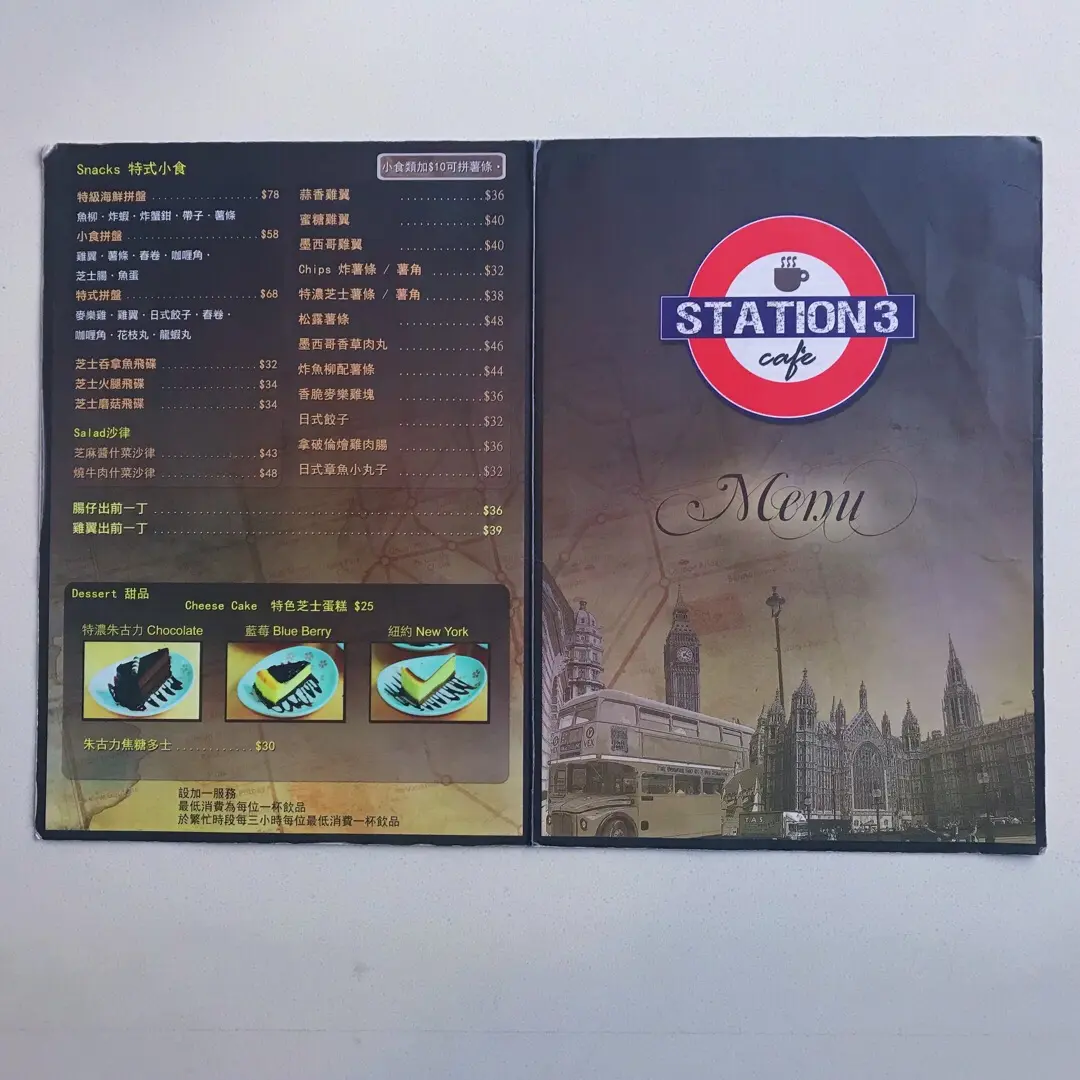 Snacks 特式小食
小食類加$10可拼薯條・
特級海鮮拼盤 $78
魚柳・炸蝦・炸蟹鉗・帶子・薯條
小食拼盤 $58
雞翼・薯條・春卷・咖喱角・
芝士腸・魚蛋
特式拼盤 $68
麥樂雞・雞翼・日式餃子・春卷・
咖喱角・花枝丸・龍蝦丸
芝士吞拿魚飛碟 $32
芝士火腿飛碟 $34
芝士磨菇飛碟 $34
Salad沙律
芝麻醬什菜沙律 $43
燒牛肉什菜沙律 $48
蒜香雞翼 $36
蜜糖雞翼 $40
墨西哥雞翼 $40
Chips 炸薯條 / 薯角 $32
特濃芝士薯條 / 薯角 $38
松露薯條 $48
墨西哥香草肉丸 $46
炸魚柳配薯條 $44
香脆麥樂雞塊 $36
日式餃子 $32
拿破倫燴雞肉腸 $36
日式章魚小丸子 $32
腸仔出前一丁 $36
雞翼出前一丁 $39
Dessert 甜品
Cheese Cake 特色芝士蛋糕 $25
特濃朱古力 Chocolate
藍莓 Blue Berry
紐約 New York
朱古力焦糖多士 $30
設加一服務
最低消費為每位一杯飲品
於繁忙時段每三小時每位最低消費一杯飲品
STATION3
cafe
Menu